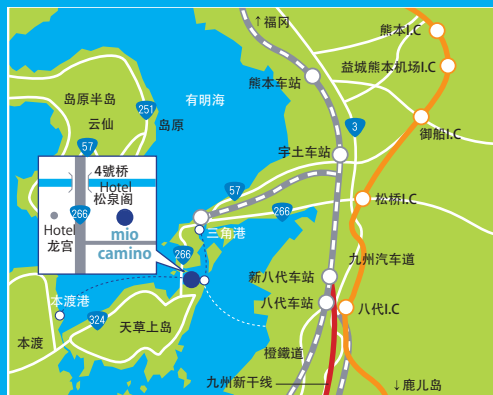 ↑福冈
熊本I.C
益城熊本机场I.C
熊本车站
岛原半岛
云仙
251
岛原
有明海
3
御船I.C
57
宇土车站
4號桥
Hotel
松泉阁
266
Hotel
龙宫
mio
camino
57
266
松桥I.C
三角港
266
九州汽车道
新八代车站
八代车站
八代I.C
本渡港
324
天草上岛
本渡
橙鐵道
九州新干线
↓鹿儿岛